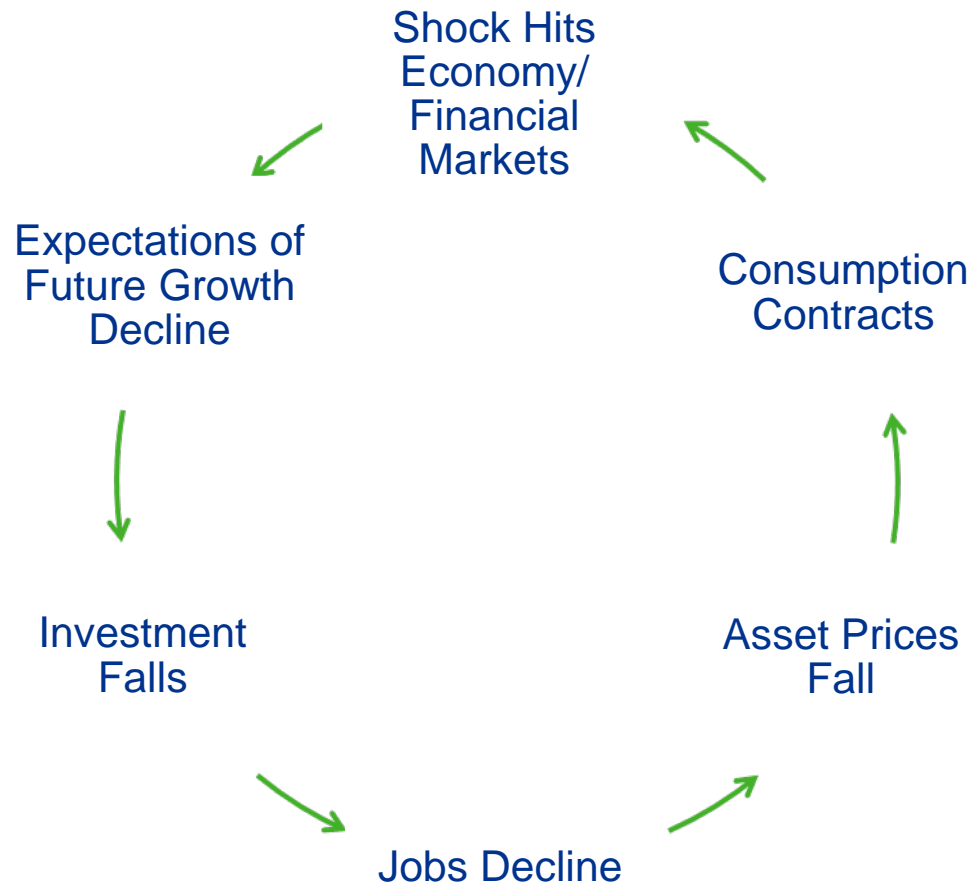 Shock Hits
Economy/
Financial
Markets
Expectations of
Future Growth
Decline
Investment
Falls
Jobs Decline
Asset Prices
Fall
Consumption
Contracts